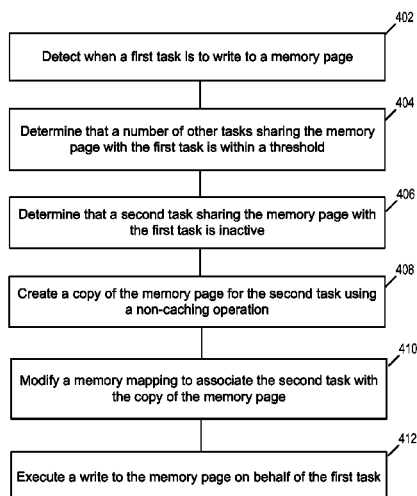 402
Detect when a first task is to write to a memory page
404
Determine that a number of other tasks sharing the memory
page with the first task is within a threshold
406
Determine that a second task sharing the memory page with
the first task is inactive
408
Create a copy of the memory page for the second task using
a non-caching operation
410
Modify a memory mapping to associate the second task with
the copy of the memory page
412
Execute a write to the memory page on behalf of the first task